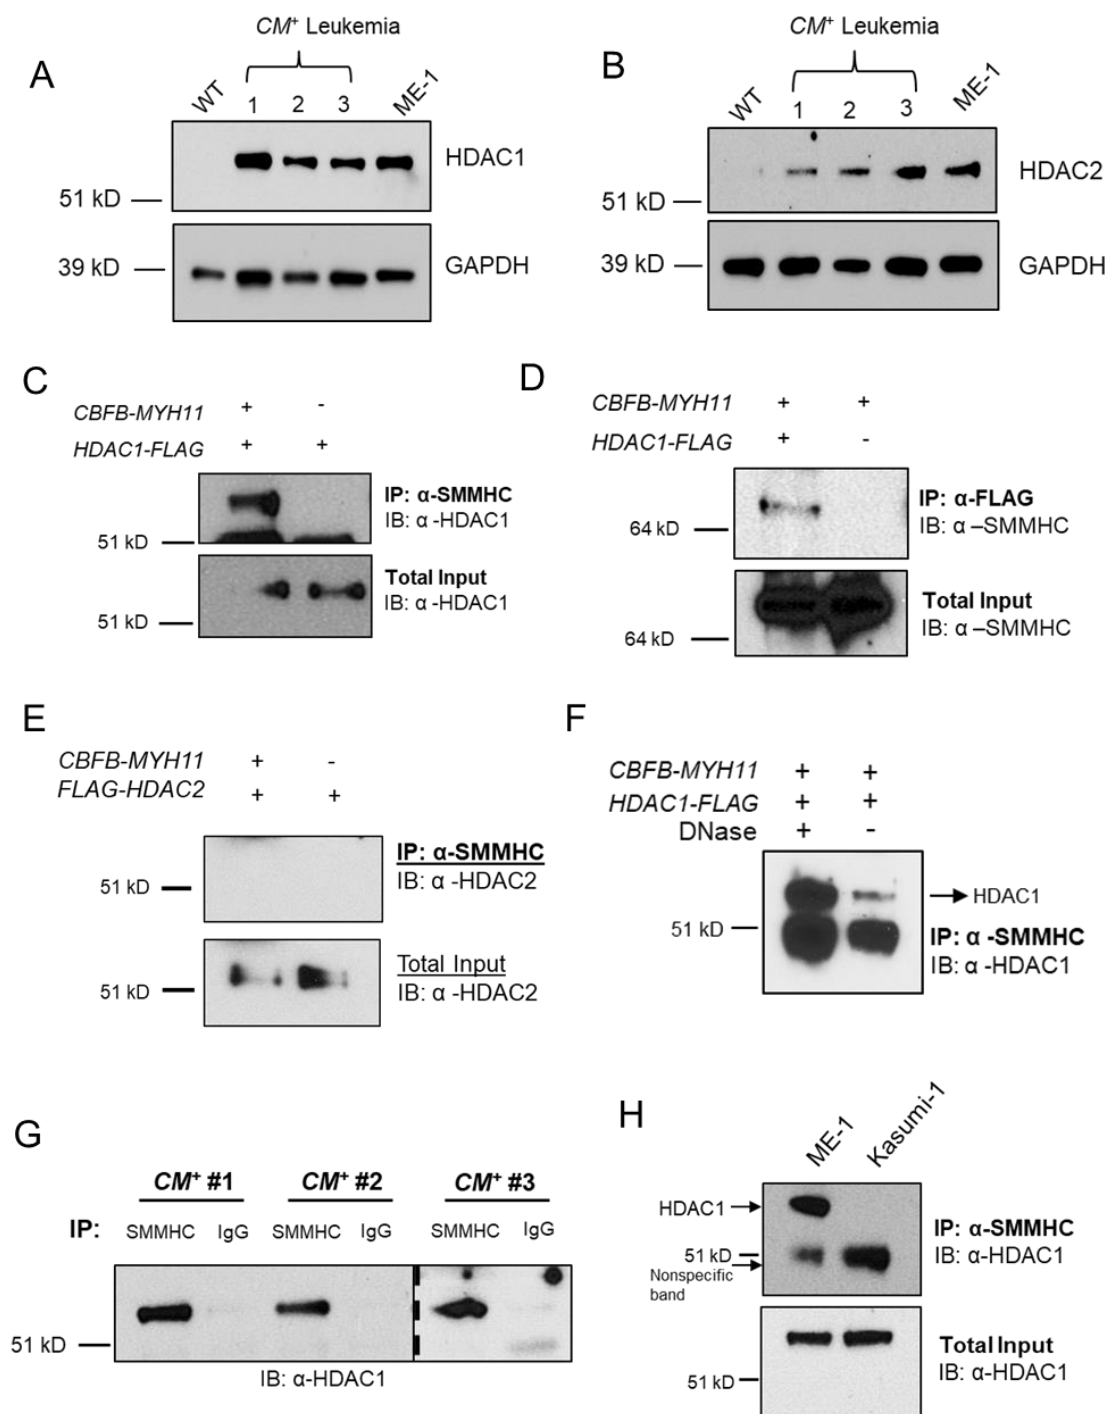 A
CM+ Leukemia
WT 1 2 3 ME-1
HDAC1
51 kD
39 kD
GAPDH
B
CM+ Leukemia
WT 1 2 3 ME-1
HDAC2
51 kD
39 kD
GAPDH
C
CBFB-MYH11 + -
HDAC1-FLAG + +
IP: α-SMMHC
IB: α -HDAC1
51 kD
Total Input
IB: α -HDAC1
51 kD
D
CBFB-MYH11 + +
HDAC1-FLAG + -
IP: α-FLAG
IB: α –SMMHC
64 kD
Total Input
IB: α –SMMHC
64 kD
E
CBFB-MYH11 + -
FLAG-HDAC2 + +
IP: α-SMMHC
IB: α -HDAC2
51 kD
Total Input
IB: α -HDAC2
51 kD
F
CBFB-MYH11 + +
HDAC1-FLAG + +
DNase + -
HDAC1
51 kD
IP: α -SMMHC
IB: α -HDAC1
G
CM+ #1 CM+ #2 CM+ #3
IP: SMMHC IgG SMMHC IgG SMMHC IgG
51 kD
IB: α-HDAC1
H
ME-1 Kasumi-1
HDAC1
51 kD
Nonspecific
band
IP: α-SMMHC
IB: α-HDAC1
Total Input
IB: α-HDAC1
51 kD